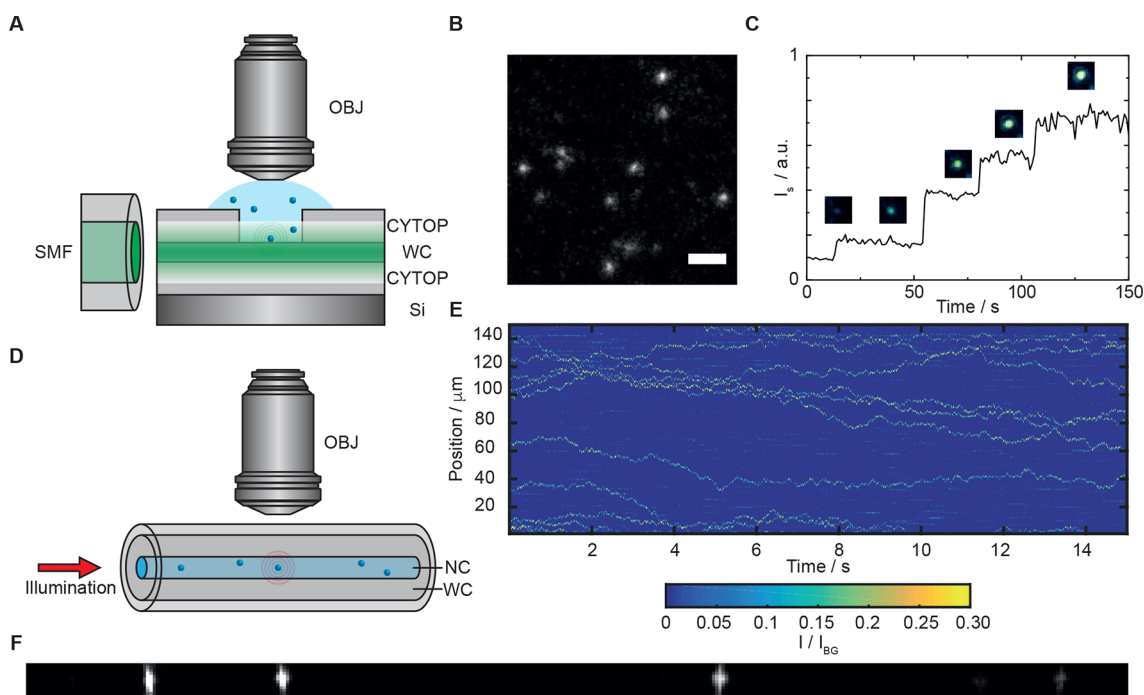 A
OBJ
SMF
CYTOP
WC
CYTOP
Si
B
C
1
I_s / a.u.
0
0
50
100
150
Time / s
D
OBJ
Illumination
NC
WC
E
Position / μm
140
120
100
80
60
40
20
2
4
6
8
10
12
14
Time / s
0
0.05
0.1
0.15
0.2
0.25
0.30
I / I_BG
F